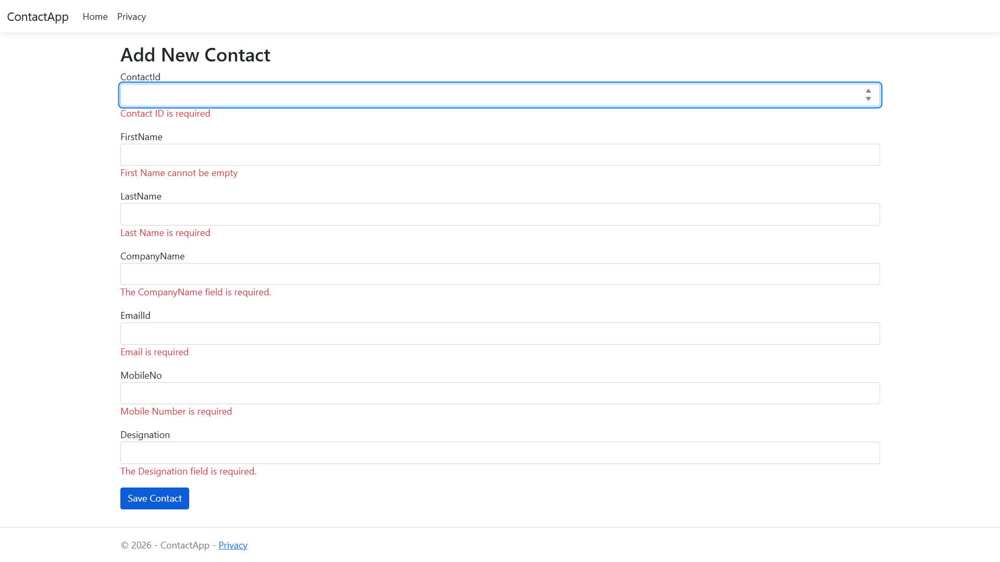 ContactApp Home Privacy
Add New Contact
ContactId
Contact ID is required
FirstName
First Name cannot be empty
LastName
Last Name is required
CompanyName
The CompanyName field is required.
EmailId
Email is required
MobileNo
Mobile Number is required
Designation
The Designation field is required.
Save Contact
© 2026 - ContactApp - Privacy